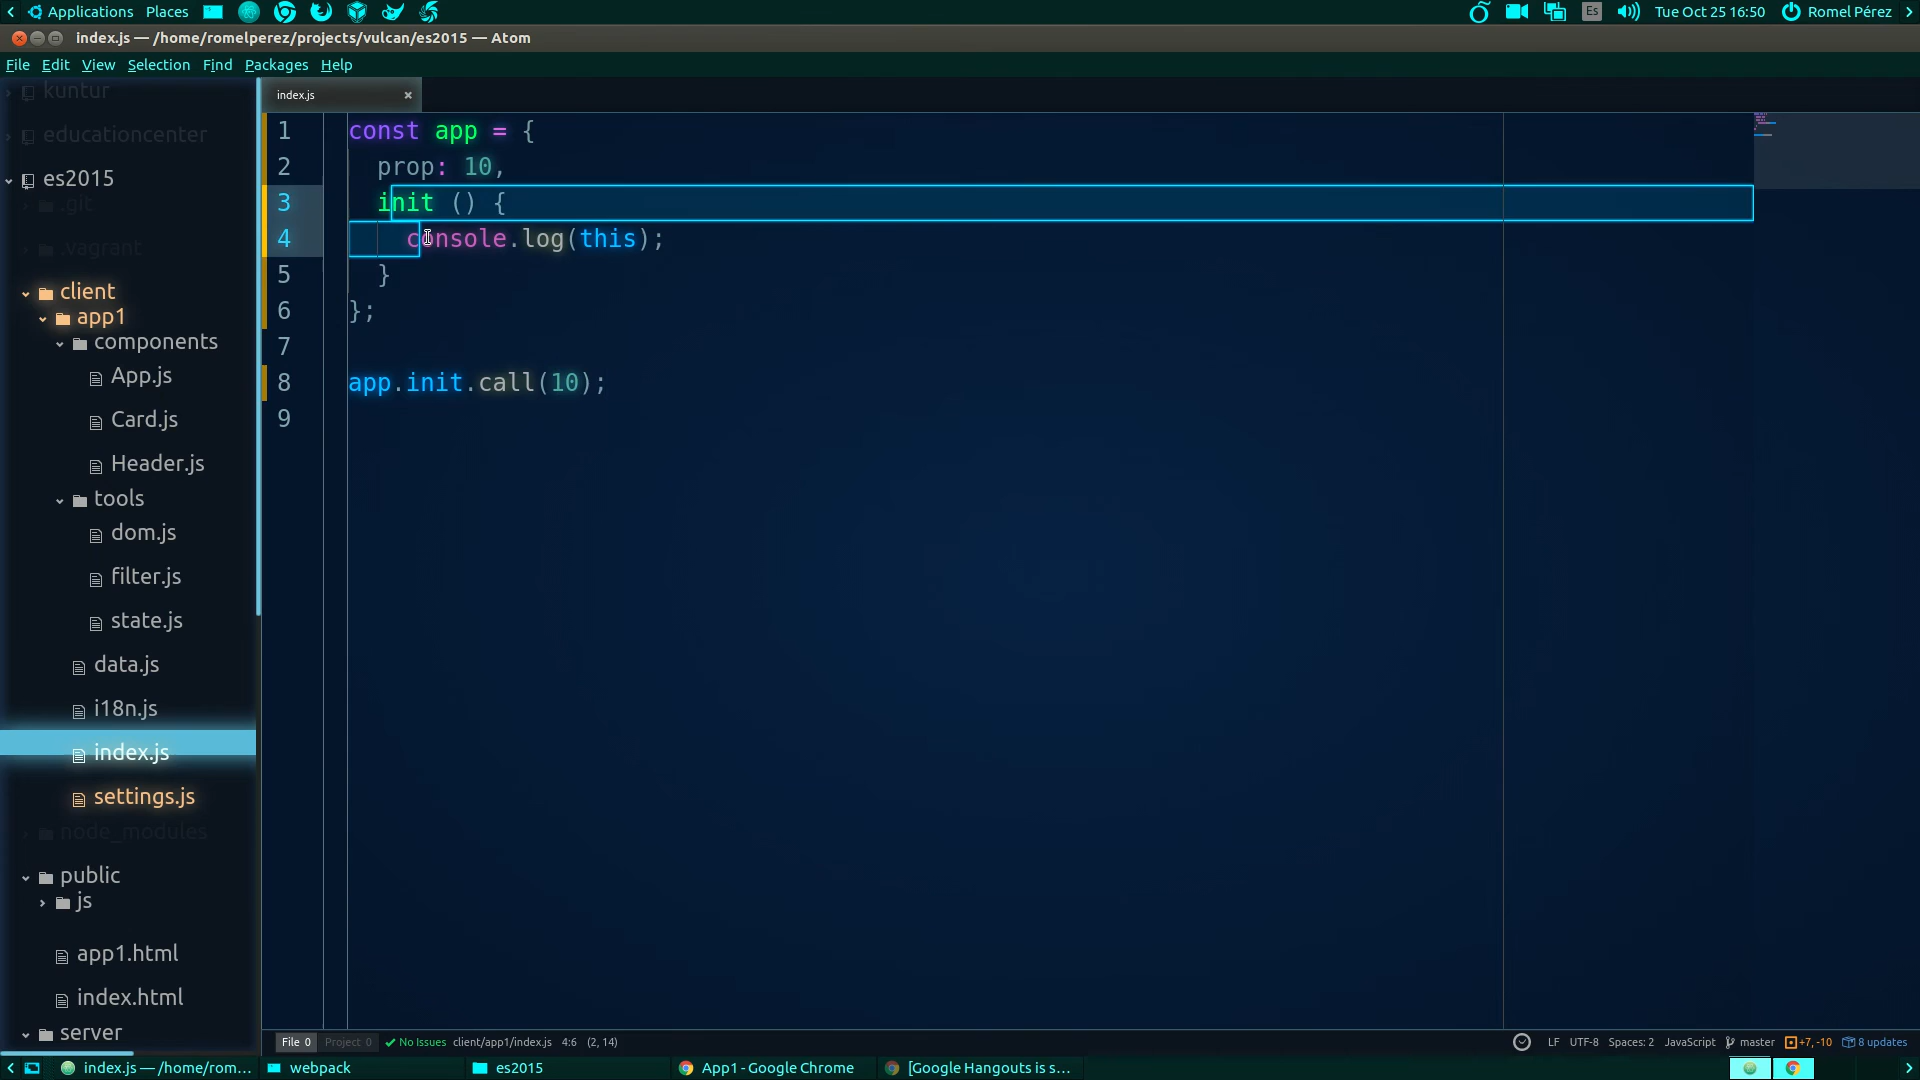 Applications Places
Es Tue Oct 25 16:50 Romel Pérez
index.js — /home/romelperez/projects/vulcan/es2015 — Atom
File Edit View Selection Find Packages Help
kuntur
educationcenter
es2015
.git
.vagrant
client
app1
components
App.js
Card.js
Header.js
tools
dom.js
filter.js
state.js
data.js
i18n.js
index.js
settings.js
node_modules
public
js
app1.html
index.html
server
index.js
1 const app = {
2 prop: 10,
3 init () {
4 console.log(this);
5 }
6 };
7
8 app.init.call(10);
9
File 0 Project 0 No Issues client/app1/index.js 4:6 (2, 14)
LF UTF-8 Spaces: 2 JavaScript master +7, -10 8 updates
index.js — /home/rom... webpack es2015 App1 - Google Chrome [Google Hangouts is s...